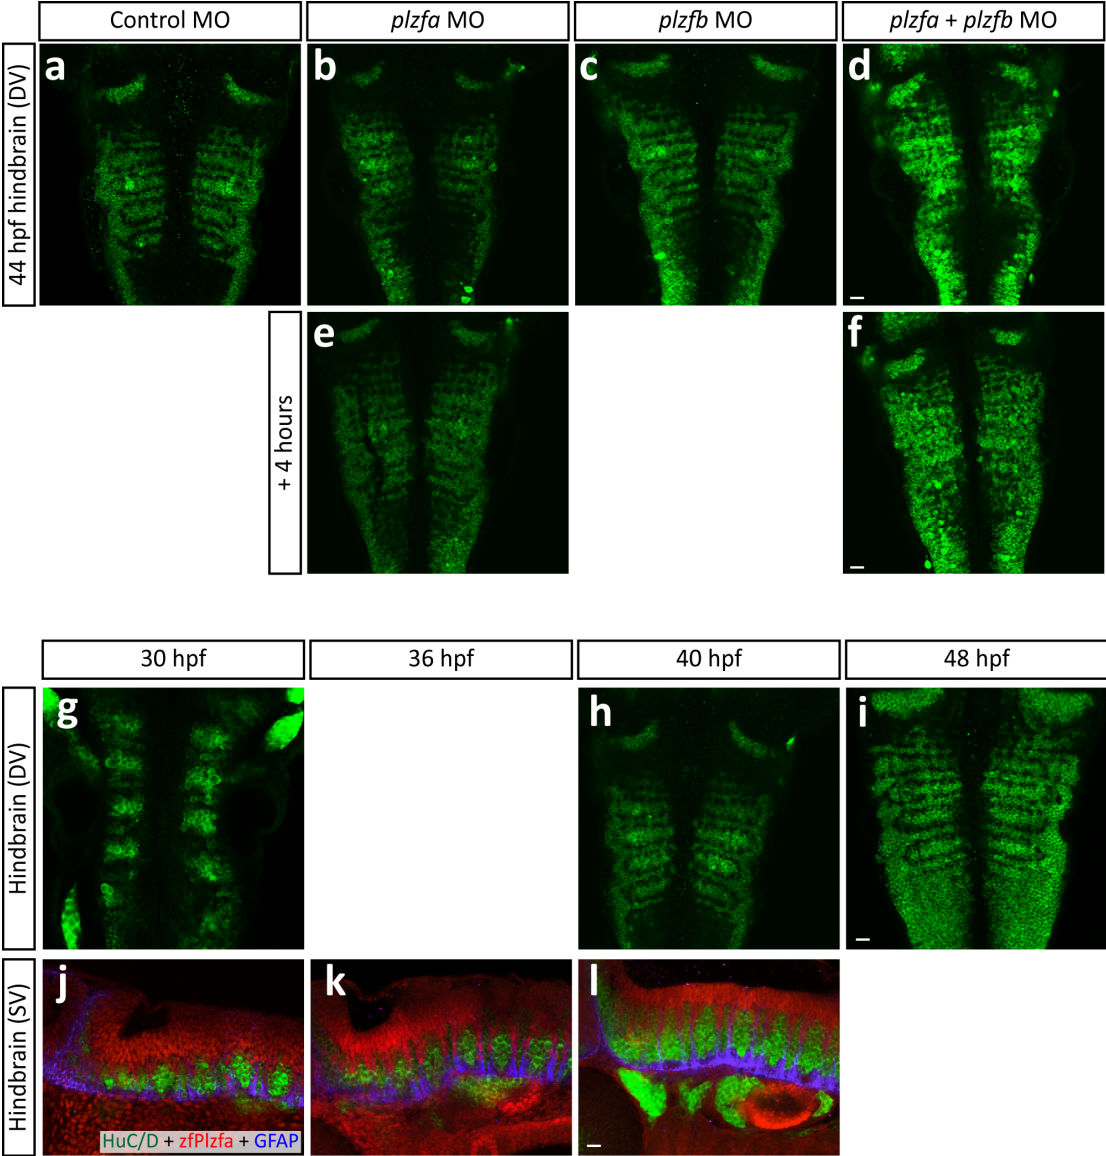 Control MO
plzfa MO
plzfb MO
plzfa + plzfb MO
44 hpf hindbrain (DV)
a
b
c
d
+ 4 hours
e
f
30 hpf
36 hpf
40 hpf
48 hpf
Hindbrain (DV)
g
h
i
Hindbrain (SV)
j
k
l
HuC/D + zfPlzfa + GFAP